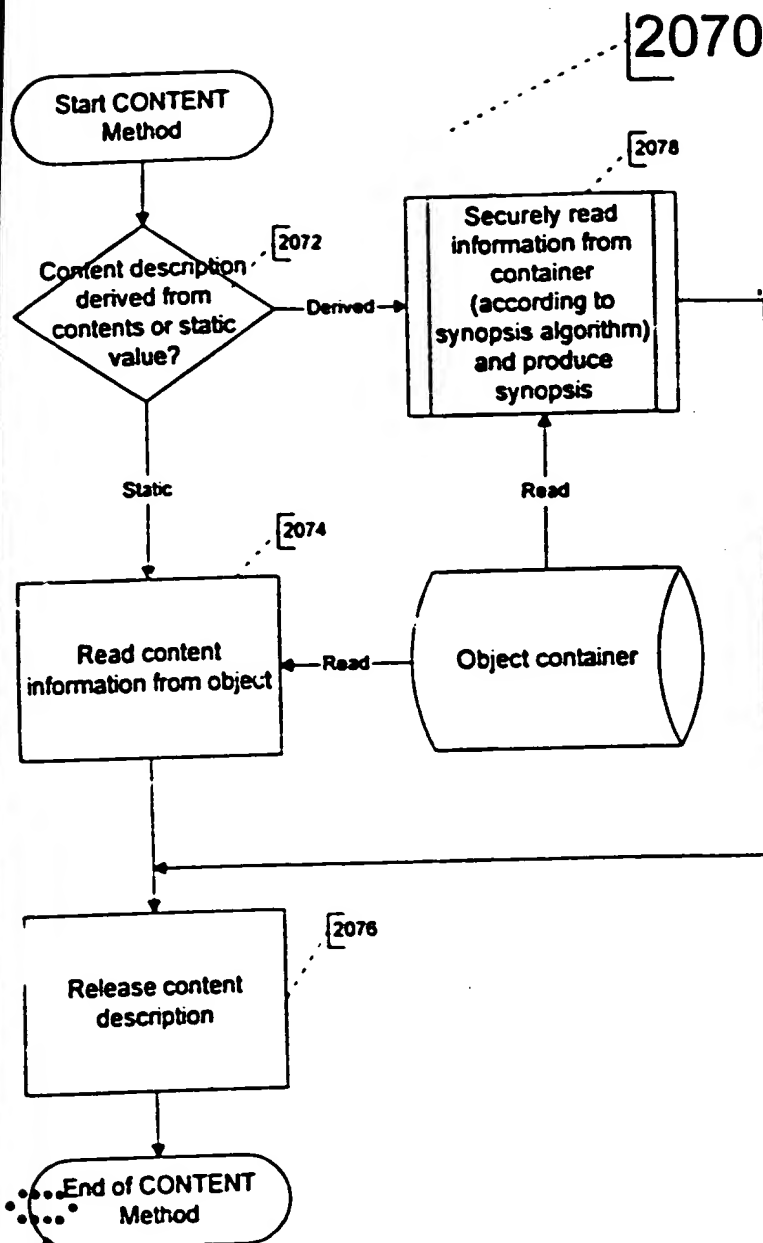 2070
Start CONTENT
Method
2078
2072
Content description
derived from
contents or static
value?
Derived
Securely read
information from
container
(according to
synopsis algorithm)
and produce
synopsis
Static
Read
2074
Read content
information from object
Read
Object container
2076
Release content
description
End of CONTENT
Method